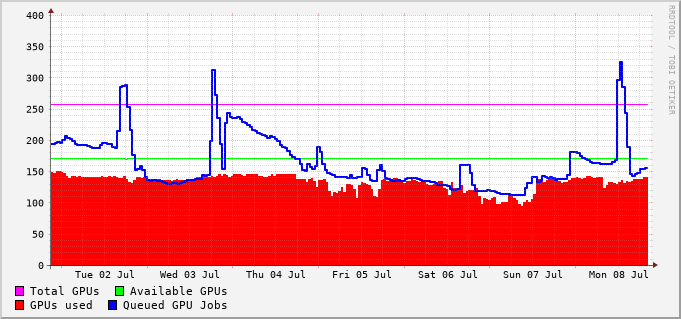 400
350
300
250
200
150
100
50
0
Tue 02 Jul Wed 03 Jul Thu 04 Jul Fri 05 Jul Sat 06 Jul Sun 07 Jul Mon 08 Jul
Total GPUs Available GPUs
GPUs used Queued GPU Jobs
RRDTOOL / TOBI OETIKER